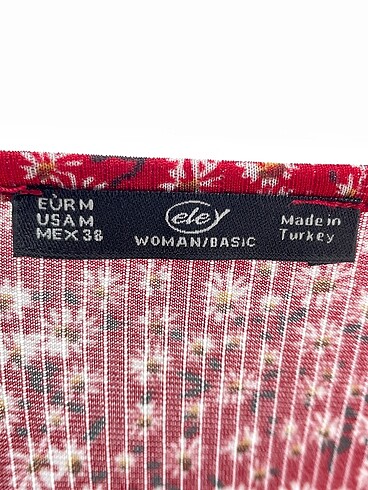 EUR M
USA M
MEX 38
eley
WOMAN/BASIC
Made in
Turkey